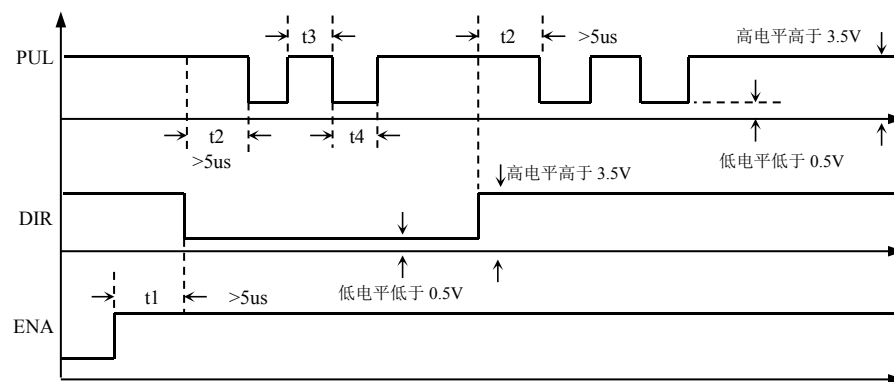 t3
t2
>5us
高电平高于 3.5V
PUL
t2
t4
>5us
低电平低于 0.5V
高电平高于 3.5V
DIR
低电平低于 0.5V
t1
>5us
ENA